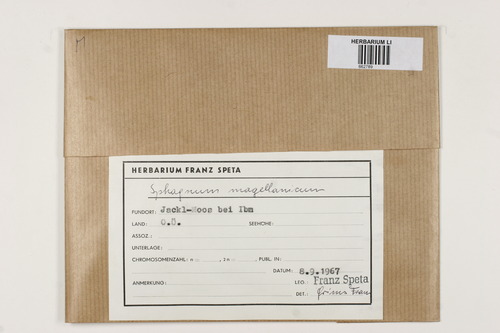 M
HERBARIUM LI
HERBARIUM FRANZ SPETA
Sphagnum magellanicum
FUNDORT: Jackl-Moos bei Ibm
LAND: O.Ö. SEEHÖHE:
ASSOZ.:
UNTERLAGE:
CHROMOSOMENZAHL: n = , 2n = , PUBL. IN:
DATUM: 8.9.1967
ANMERKUNG: LEG.: Franz Speta
DET.: